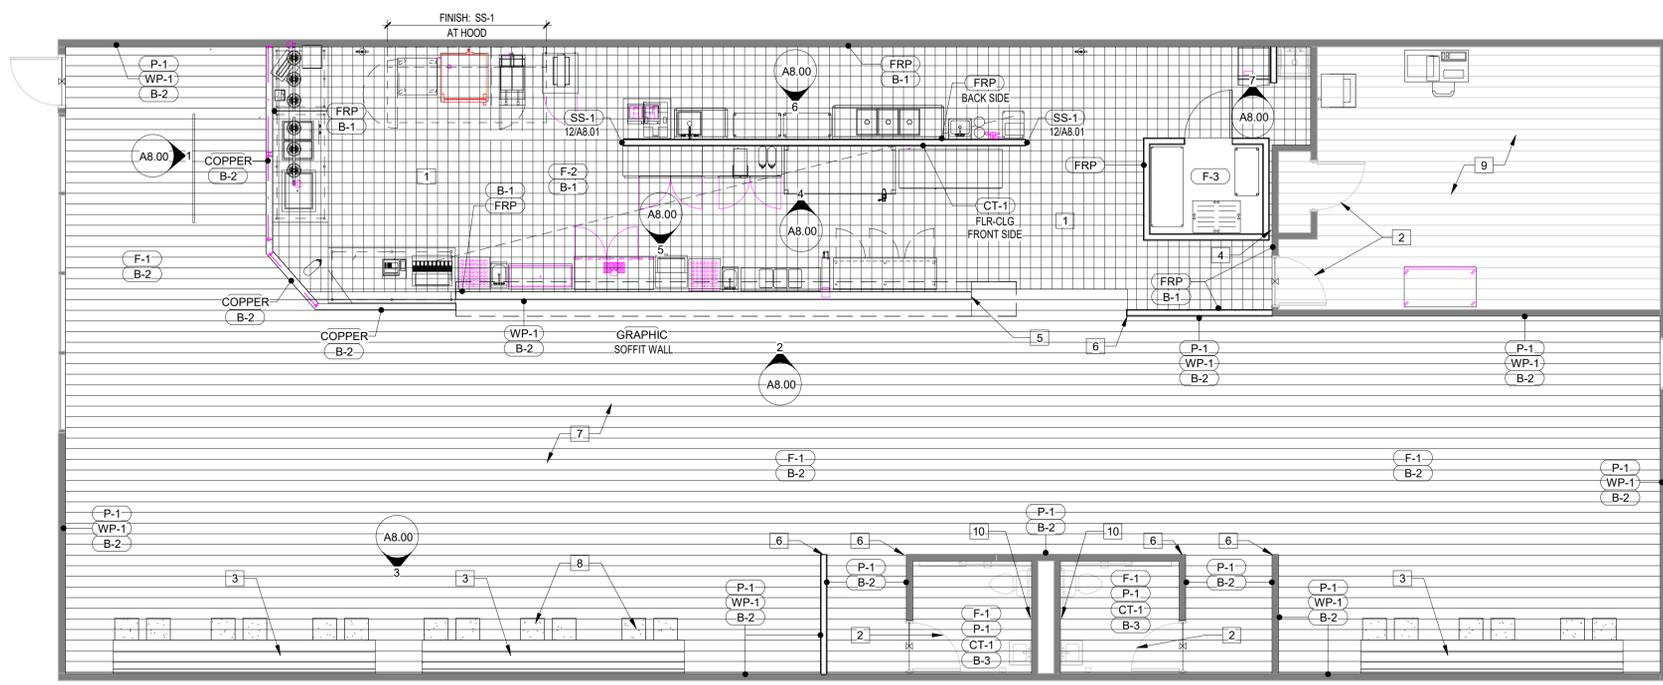 FINISH: SS-1
AT HOOD
P-1
WP-1
B-2
FRP
B-1
A8.00
6
FRP
B-1
FRP
BACK SIDE
SS-1
12/A8.01
SS-1
12/A8.01
7
A8.00
A8.00
1
COPPER
B-2
1
F-2
B-1
B-1
FRP
A8.00
5
4
A8.00
CT-1
FLR-CLG
FRONT SIDE
1
FRP
F-3
9
2
4
F-1
B-2
COPPER
B-2
COPPER
B-2
WP-1
B-2
GRAPHIC
SOFFIT WALL
FRP
B-1
5
6
P-1
WP-1
B-2
P-1
WP-1
B-2
2
A8.00
7
F-1
B-2
F-1
B-2
P-1
WP-1
B-2
P-1
WP-1
B-2
A8.00
3
P-1
B-2
10
10
6
6
6
6
3
3
8
P-1
WP-1
B-2
P-1
B-2
F-1
P-1
CT-1
B-3
F-1
P-1
CT-1
B-3
P-1
B-2
P-1
WP-1
B-2
3
2
2